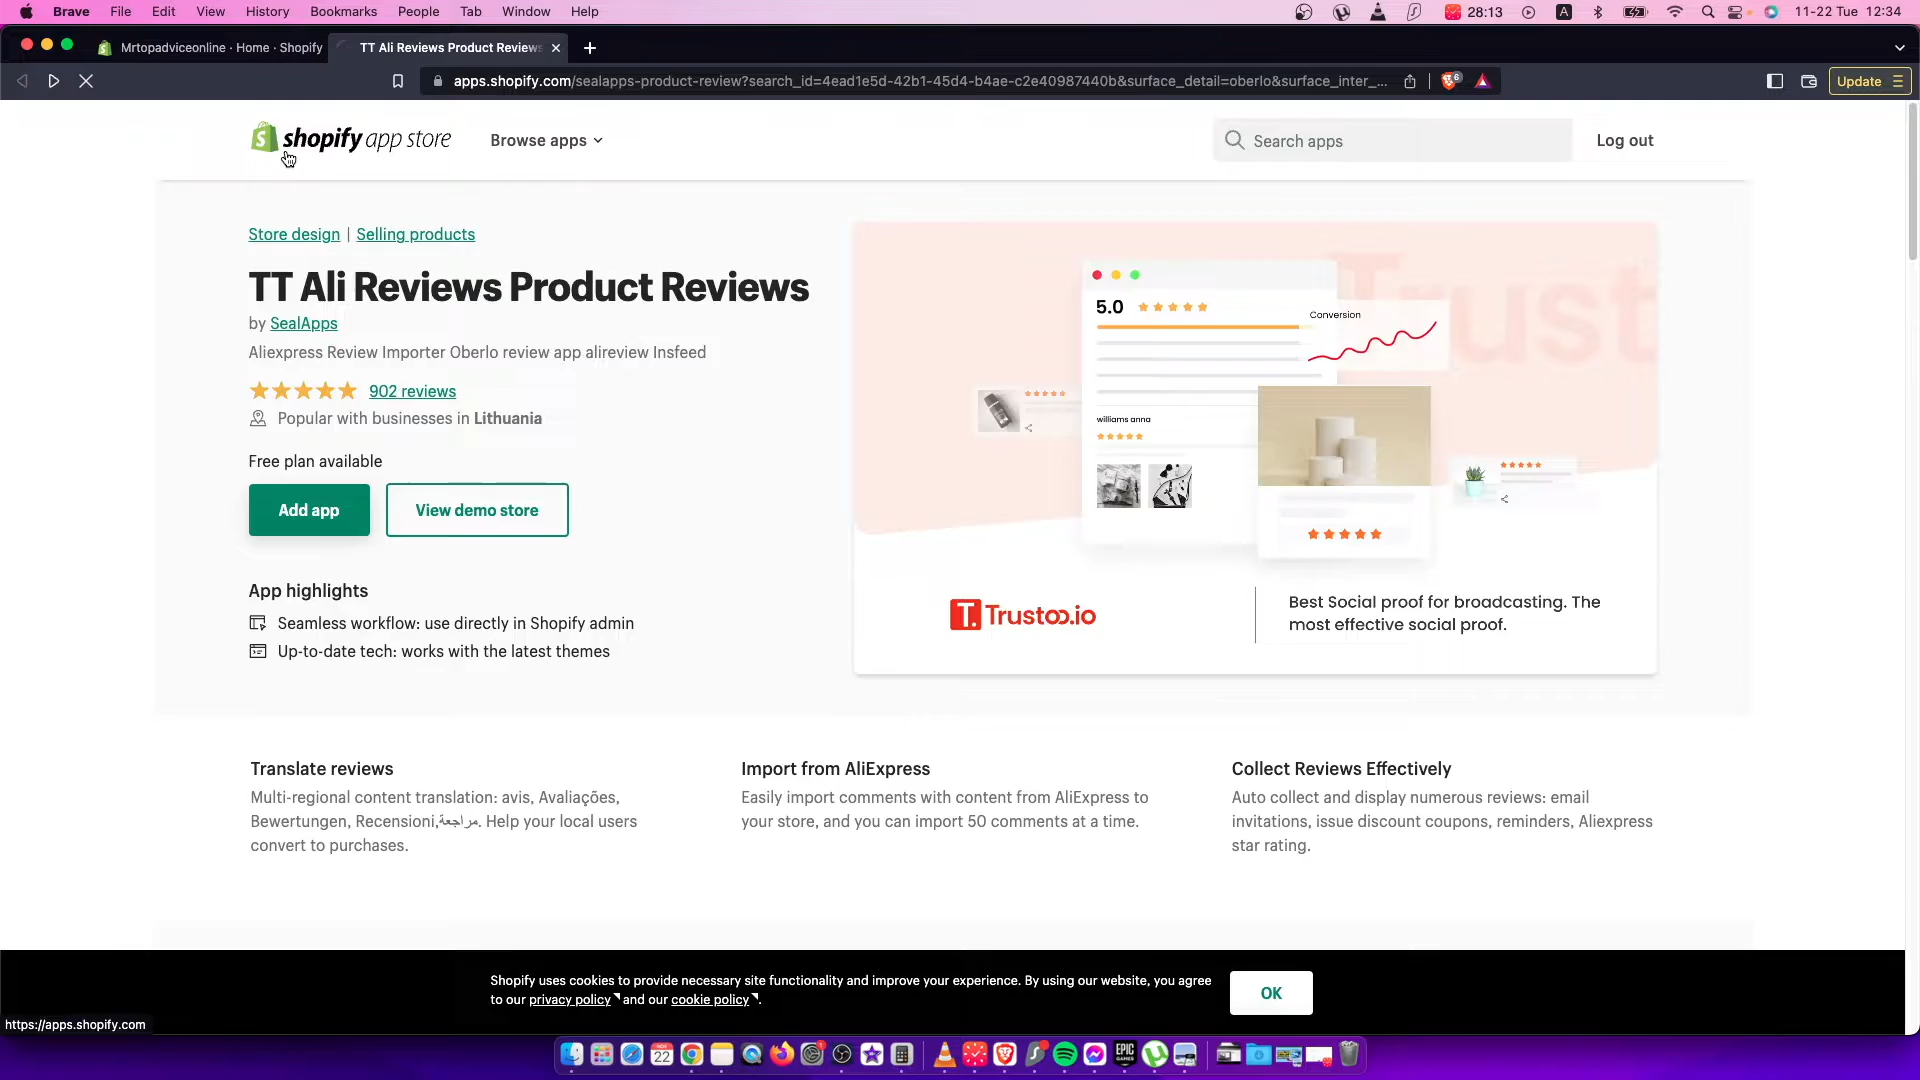 Brave File Edit View History Bookmarks People Tab Window Help 28:13 A 11-22 Tue 12:34
Mrtopadviceonline · Home · Shopify TT Ali Reviews Product Reviews
apps.shopify.com/sealapps-product-review?search_id=4ead1e5d-42b1-45d4-b4ae-c2e40987440b&surface_detail=oberlo&surface_inter_... 6 Update
shopify app store Browse apps Search apps Log out
Store design | Selling products
TT Ali Reviews Product Reviews
by SealApps
Aliexpress Review Importer Oberlo review app alireview Insfeed
902 reviews
Popular with businesses in Lithuania
Free plan available
Add app View demo store
App highlights
Seamless workflow: use directly in Shopify admin
Up-to-date tech: works with the latest themes
Trust
5.0
Conversion
williams anna
T. Trustoo.io
Best Social proof for broadcasting. The
most effective social proof.
Translate reviews
Multi-regional content translation: avis, Avaliações,
Bewertungen, Recensioni,مراجعة. Help your local users
convert to purchases.
Import from AliExpress
Easily import comments with content from AliExpress to
your store, and you can import 50 comments at a time.
Collect Reviews Effectively
Auto collect and display numerous reviews: email
invitations, issue discount coupons, reminders, Aliexpress
star rating.
Shopify uses cookies to provide necessary site functionality and improve your experience. By using our website, you agree
to our privacy policy and our cookie policy.
OK
https://apps.shopify.com
NOV
22
EPIC
GAMES